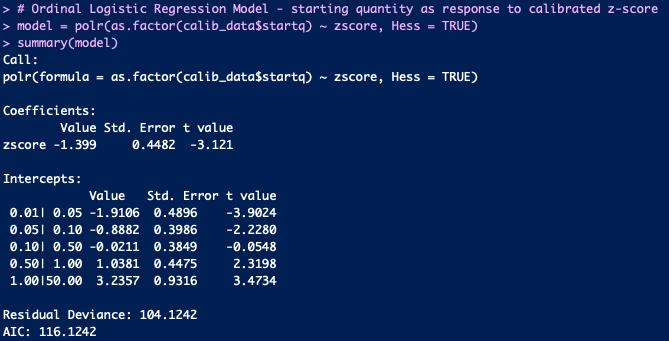 > # Ordinal Logistic Regression Model - starting quantity as response to calibrated z-score
> model = polr(as.factor(calib_data$startq) ~ zscore, Hess = TRUE)
> summary(model)
Call:
polr(formula = as.factor(calib_data$startq) ~ zscore, Hess = TRUE)

Coefficients:
        Value Std. Error t value
zscore -1.399     0.4482  -3.121

Intercepts:
            Value   Std. Error t value
 0.01| 0.05 -1.9106  0.4896    -3.9024
 0.05| 0.10 -0.8882  0.3986    -2.2280
 0.10| 0.50 -0.0211  0.3849    -0.0548
 0.50| 1.00  1.0381  0.4475     2.3198
 1.00|50.00  3.2357  0.9316     3.4734

Residual Deviance: 104.1242
AIC: 116.1242